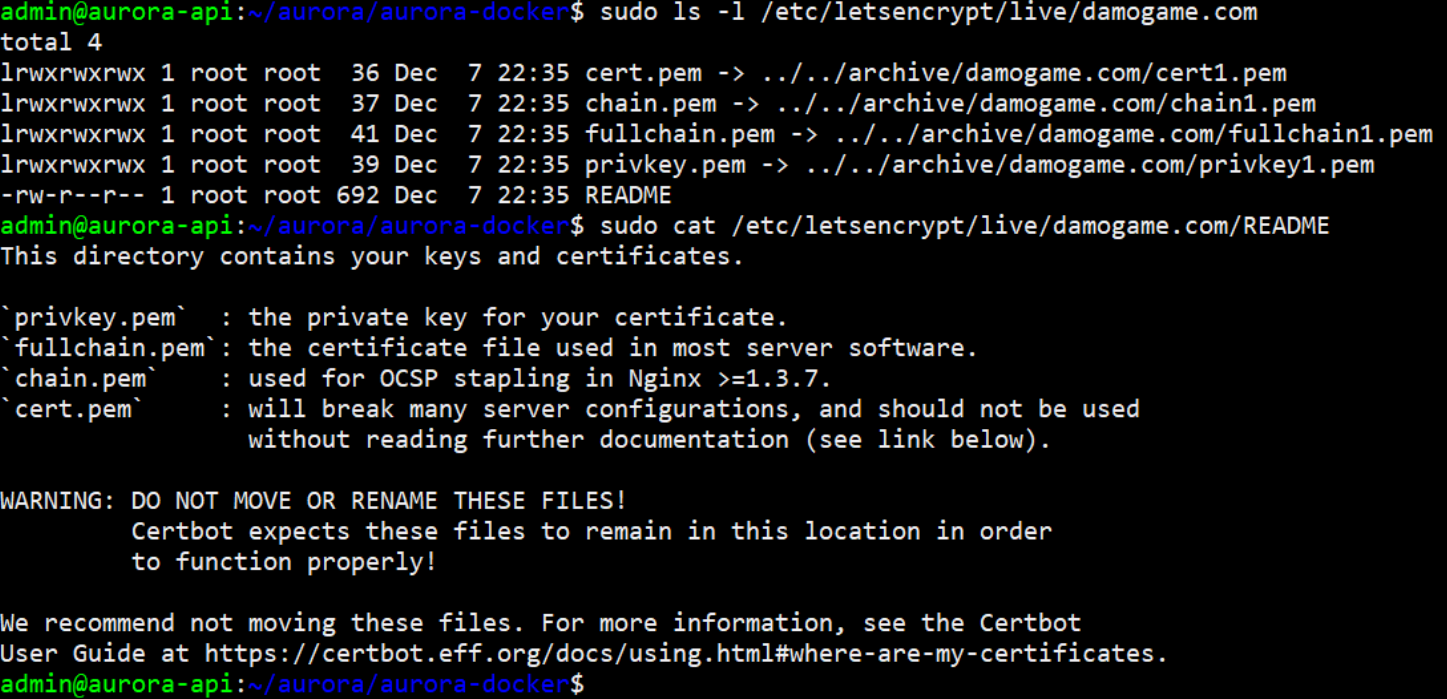 admin@aurora-api:~/aurora/aurora-docker$ sudo ls -l /etc/letsencrypt/live/damogame.com
total 4
lrwxrwxrwx 1 root root  36 Dec  7 22:35 cert.pem -> ../../archive/damogame.com/cert1.pem
lrwxrwxrwx 1 root root  37 Dec  7 22:35 chain.pem -> ../../archive/damogame.com/chain1.pem
lrwxrwxrwx 1 root root  41 Dec  7 22:35 fullchain.pem -> ../../archive/damogame.com/fullchain1.pem
lrwxrwxrwx 1 root root  39 Dec  7 22:35 privkey.pem -> ../../archive/damogame.com/privkey1.pem
-rw-r--r-- 1 root root 692 Dec  7 22:35 README
admin@aurora-api:~/aurora/aurora-docker$ sudo cat /etc/letsencrypt/live/damogame.com/README
This directory contains your keys and certificates.

`privkey.pem`  : the private key for your certificate.
`fullchain.pem`: the certificate file used in most server software.
`chain.pem`    : used for OCSP stapling in Nginx >=1.3.7.
`cert.pem`     : will break many server configurations, and should not be used
                 without reading further documentation (see link below).

WARNING: DO NOT MOVE OR RENAME THESE FILES!
         Certbot expects these files to remain in this location in order
         to function properly!

We recommend not moving these files. For more information, see the Certbot
User Guide at https://certbot.eff.org/docs/using.html#where-are-my-certificates.
admin@aurora-api:~/aurora/aurora-docker$